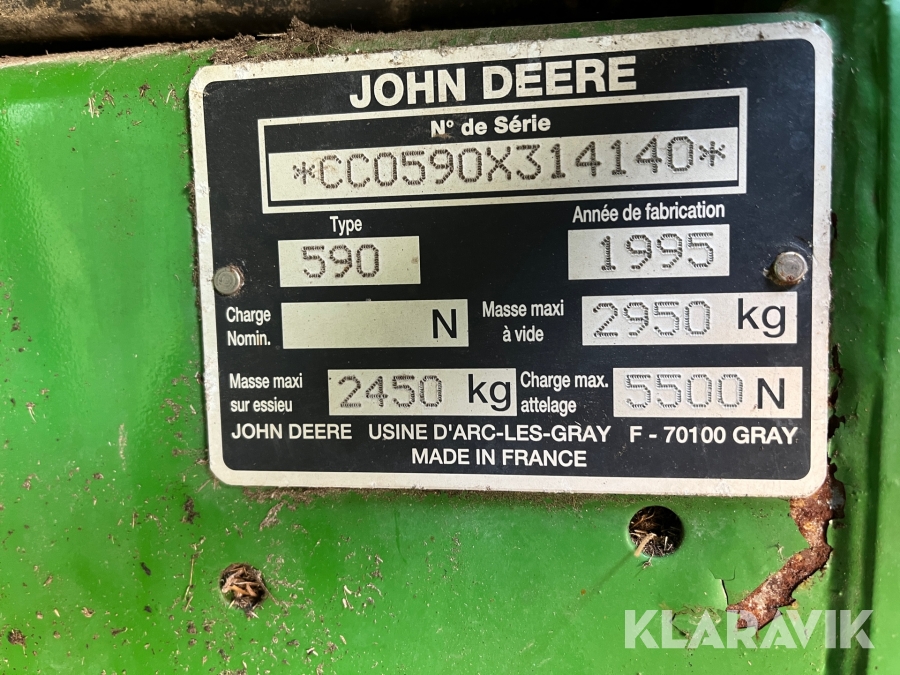 JOHN DEERE
N° de Série
*CC0590X314140*
Type
590
Année de fabrication
1995
Charge Nomin.
N
Masse maxi à vide
2950 kg
Masse maxi sur essieu
2450 kg
Charge max. attelage
5500 N
JOHN DEERE USINE D'ARC-LES-GRAY F - 70100 GRAY
MADE IN FRANCE
KLARAVIK